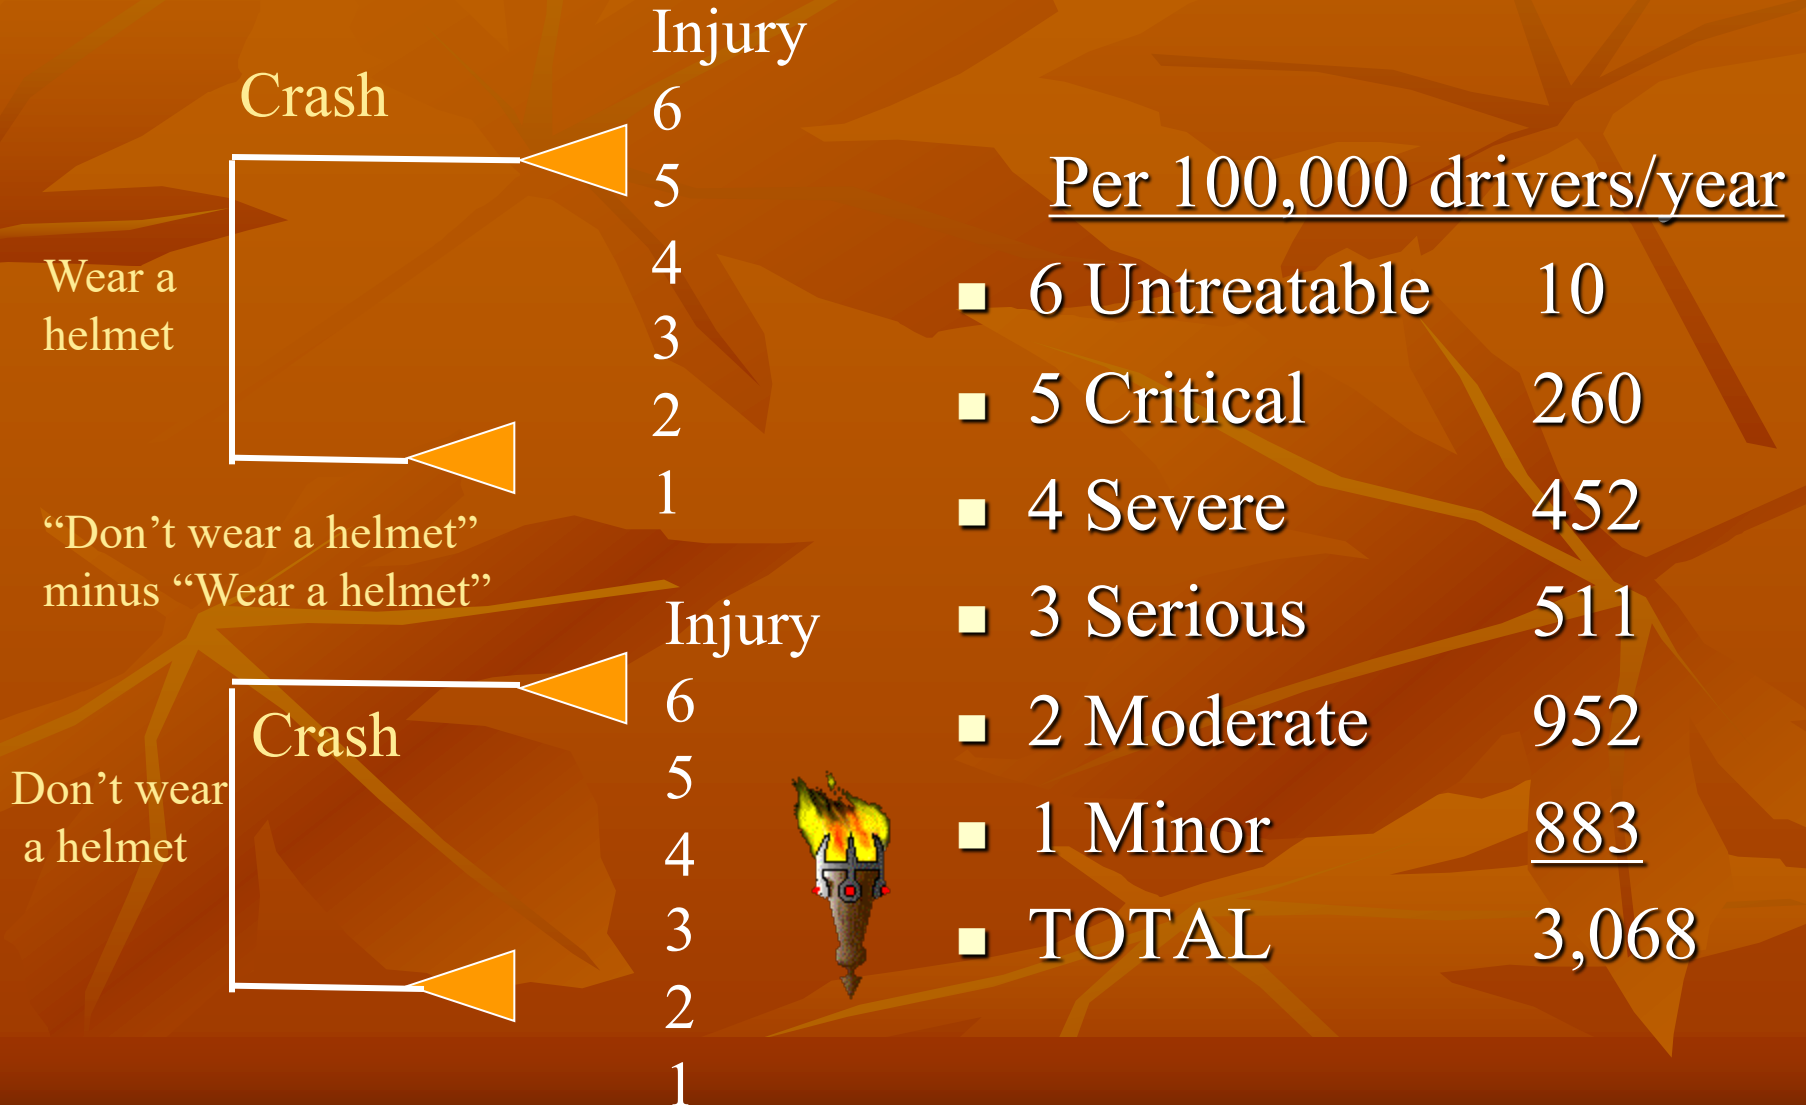 Injury
Crash
6
5
4
3
2
1
Wear a
helmet
“Don’t wear a helmet”
minus “Wear a helmet”
Injury
6
5
4
3
2
1
Crash
Don’t wear
a helmet
Per 100,000 drivers/year
6 Untreatable 10
5 Critical 260
4 Severe 452
3 Serious 511
2 Moderate 952
1 Minor 883
TOTAL 3,068